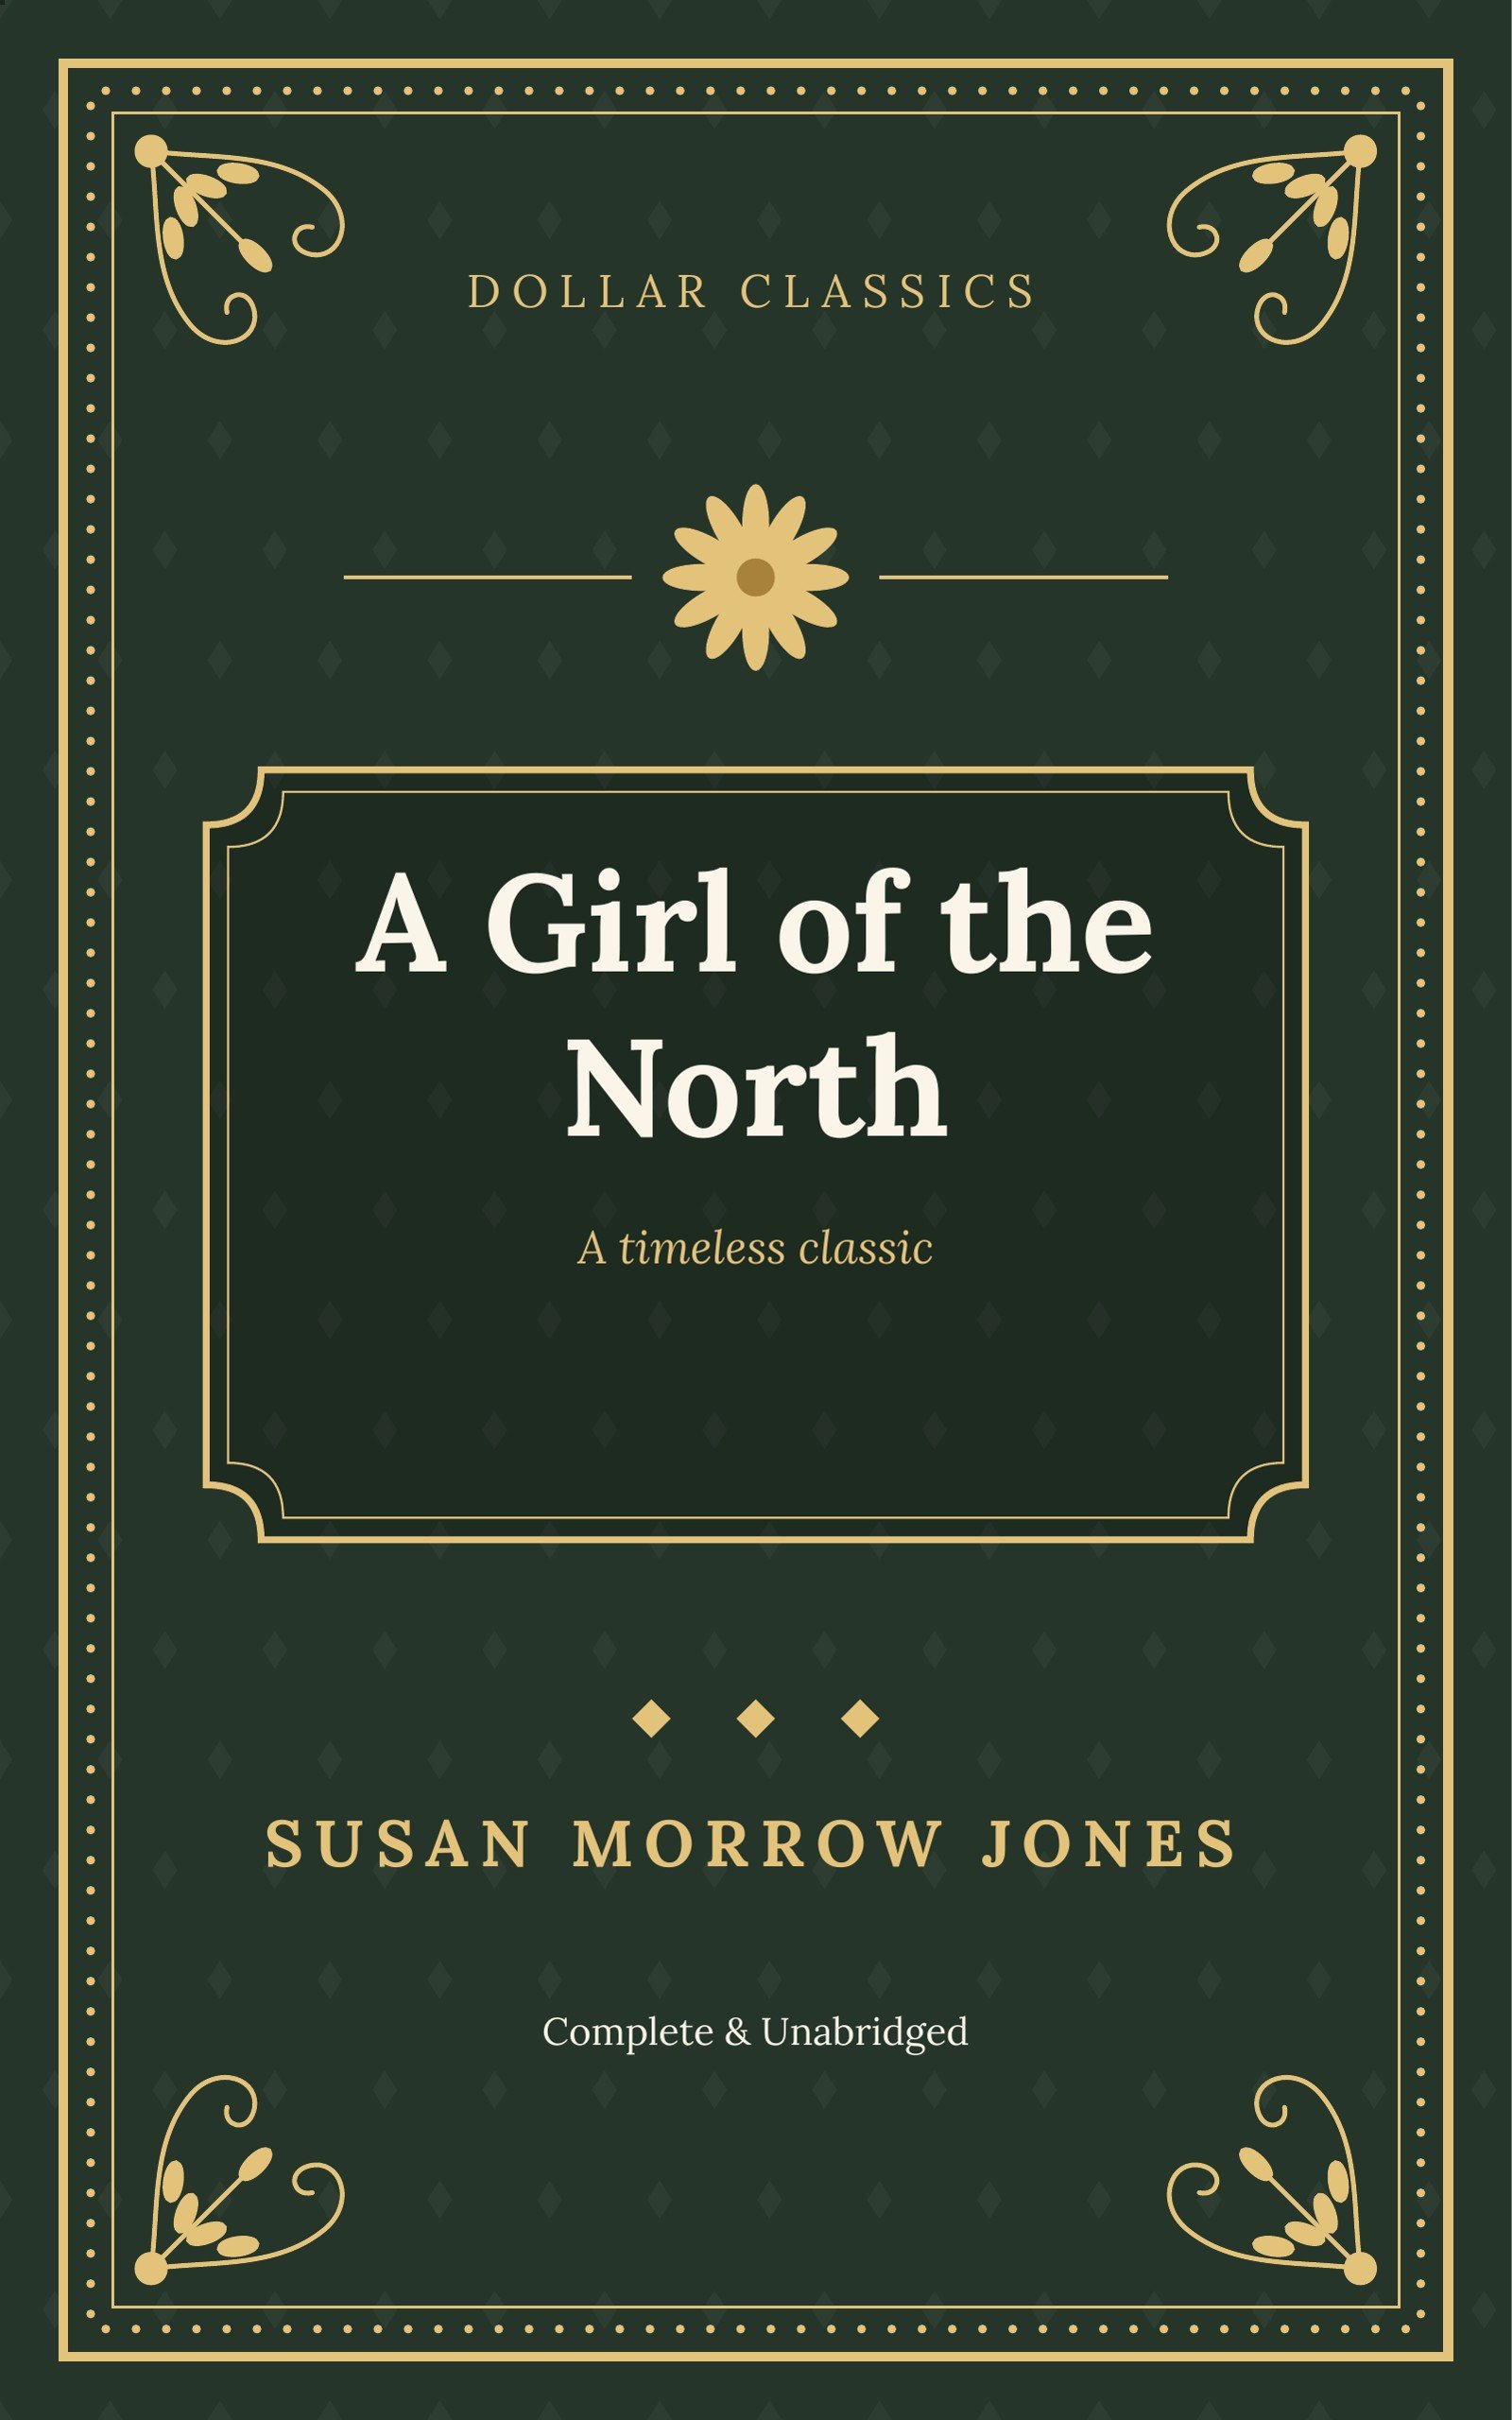 DOLLAR CLASSICS
A Girl of the
North
A timeless classic
SUSAN MORROW JONES
Complete & Unabridged